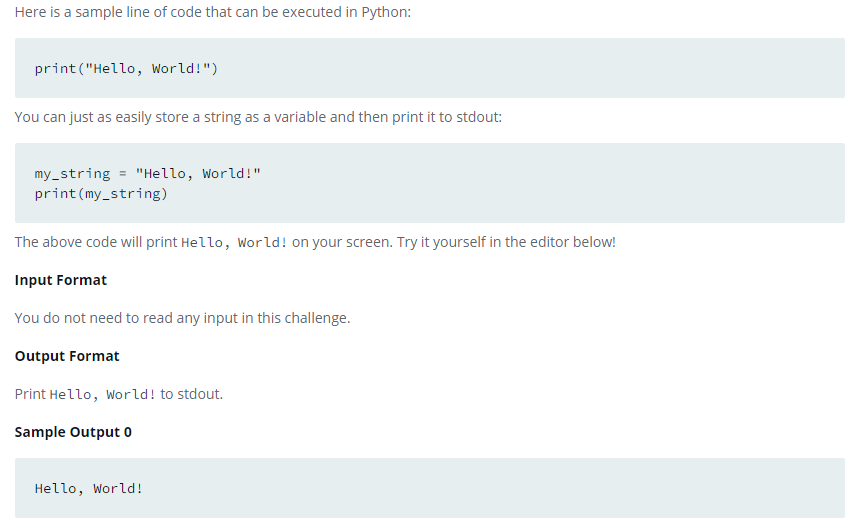 Here is a sample line of code that can be executed in Python:
print("Hello, World!")
You can just as easily store a string as a variable and then print it to stdout:
my_string = "Hello, World!"
print(my_string)
The above code will print Hello, World! on your screen. Try it yourself in the editor below!
Input Format
You do not need to read any input in this challenge.
Output Format
Print Hello, World! to stdout.
Sample Output 0
Hello, World!